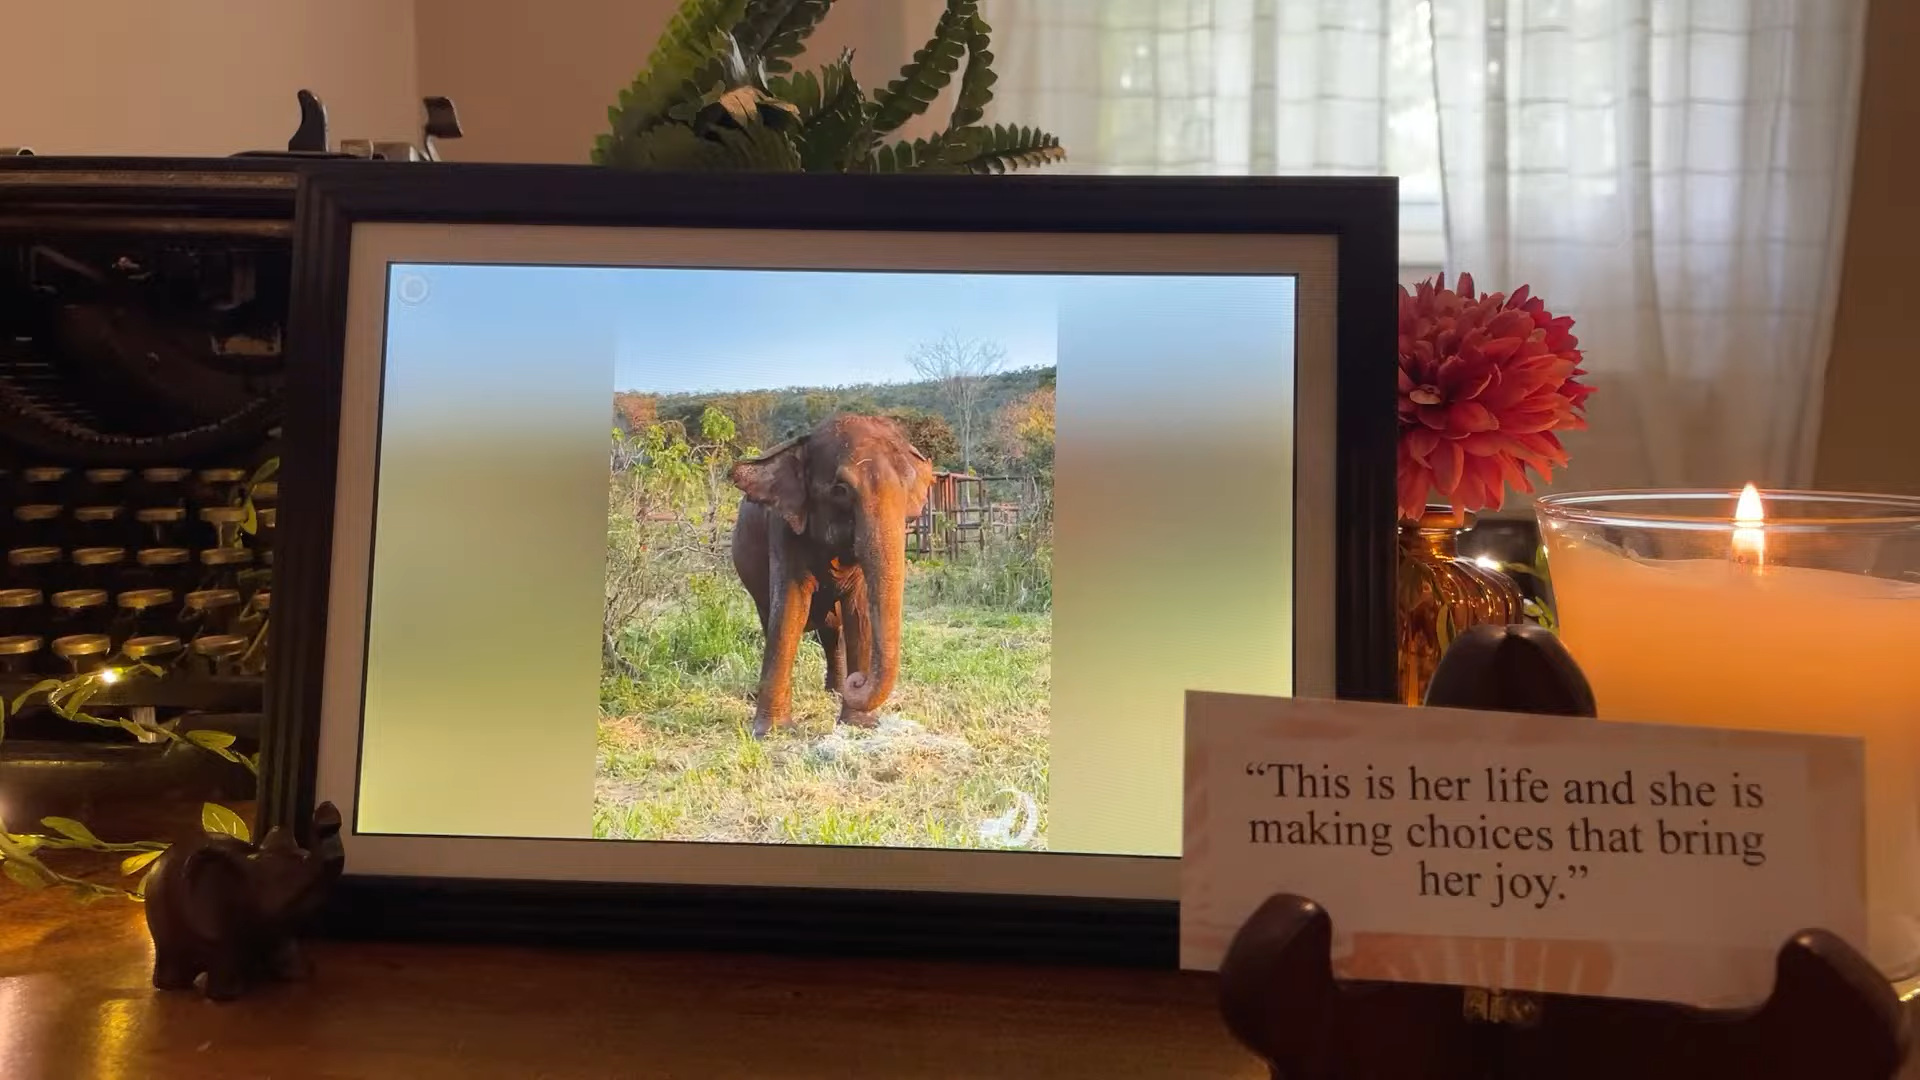 “This is her life and she is
making choices that bring
her joy.”